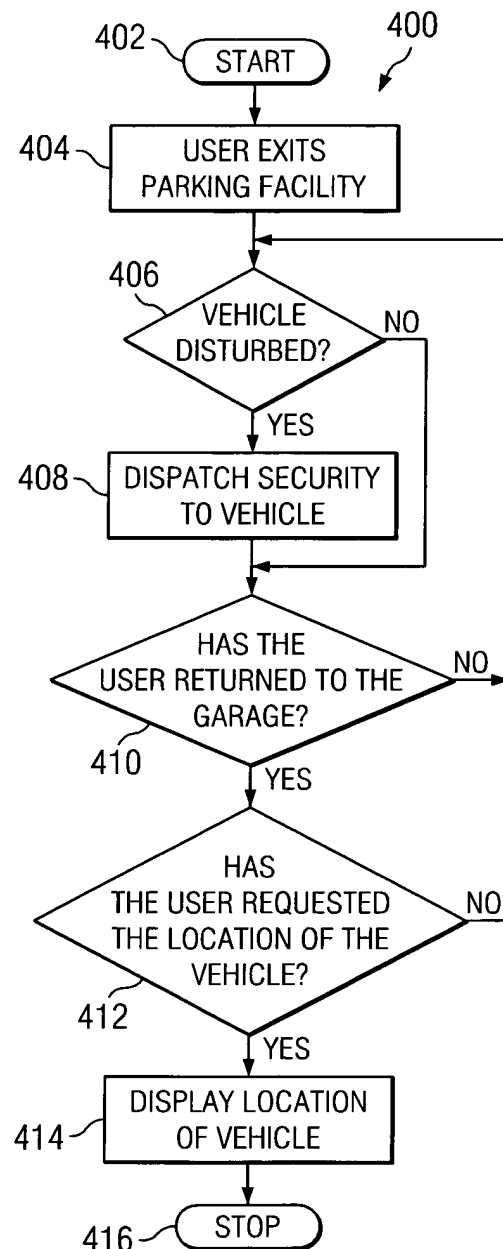 402
START
400
404
USER EXITS
PARKING FACILITY
406
VEHICLE
DISTURBED?
NO
YES
408
DISPATCH SECURITY
TO VEHICLE
HAS THE
USER RETURNED TO THE
GARAGE?
NO
410
YES
HAS
THE USER REQUESTED
THE LOCATION OF THE
VEHICLE?
NO
412
YES
414
DISPLAY LOCATION
OF VEHICLE
416
STOP